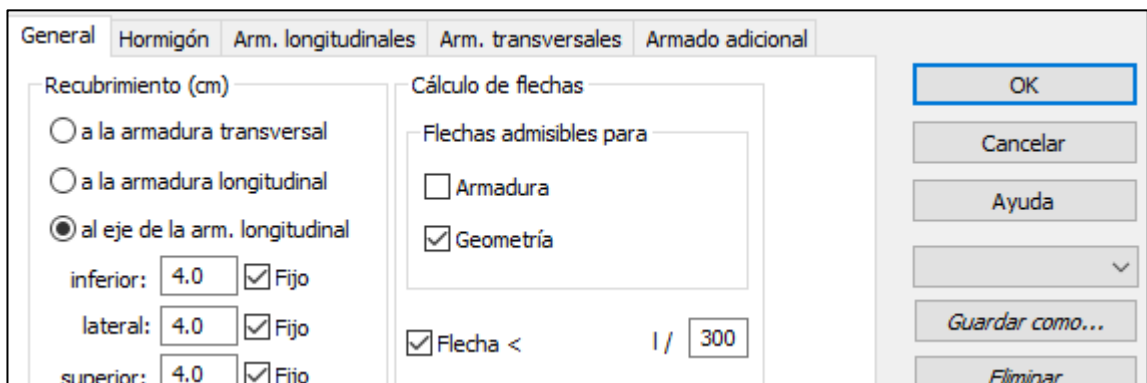 General Hormigón Arm. longitudinales Arm. transversales Armado adicional
Recubrimiento (cm)
a la armadura transversal
a la armadura longitudinal
al eje de la arm. longitudinal
inferior: 4.0 Fijo
lateral: 4.0 Fijo
superior: 4.0 Fijo
Cálculo de flechas
Flechas admisibles para
Armadura
Geometría
Flecha < l / 300
OK
Cancelar
Ayuda
Guardar como...
Eliminar